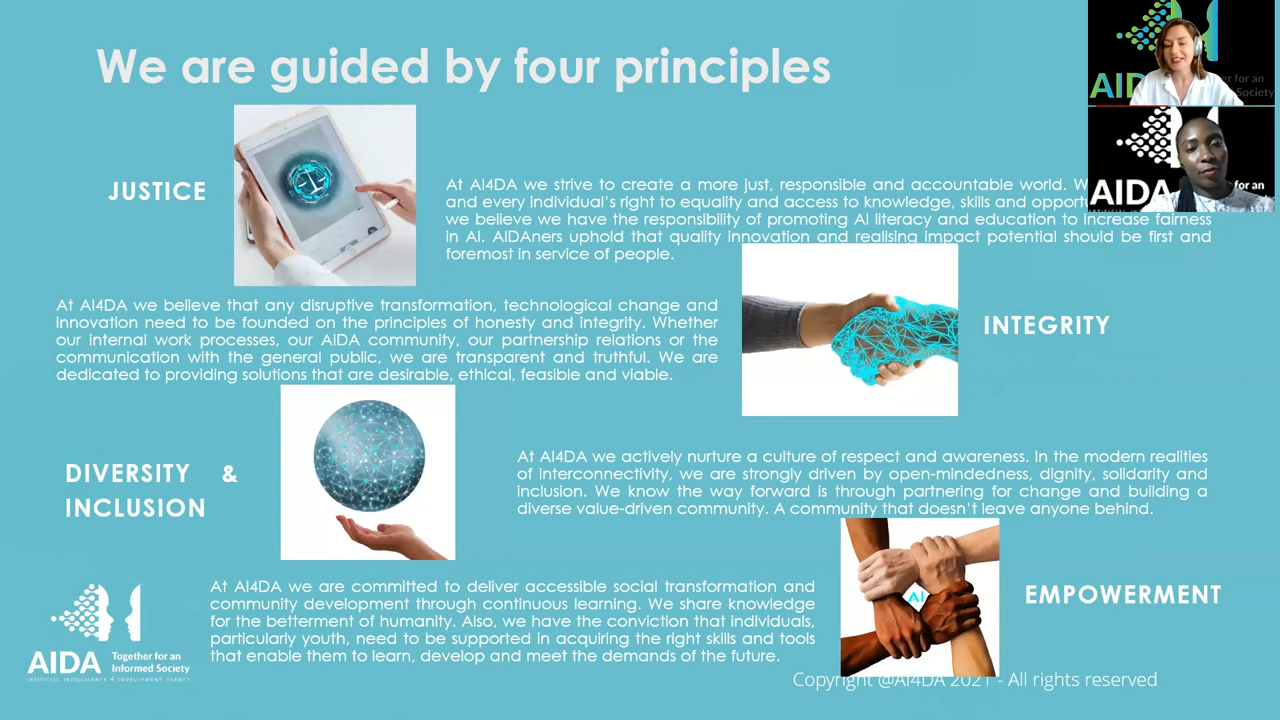 We are guided by four principles
JUSTICE
At AI4DA we strive to create a more just, responsible and accountable world.
and every individual's right to equality and access to knowledge, skills and
we believe we have the responsibility of promoting AI literacy and education to increase fairness
in AI. AIDAners uphold that quality innovation and realising impact potential should be first and
foremost in service of people.
At AI4DA we believe that any disruptive transformation, technological change and
innovation need to be founded on the principles of honesty and integrity. Whether
our internal work processes, our AIDA community, our partnership relations or the
communication with the general public, we are transparent and truthful. We are
dedicated to providing solutions that are desirable, ethical, feasible and viable.
INTEGRITY
DIVERSITY &
INCLUSION
At AI4DA we actively nurture a culture of respect and awareness. In the modern realities
of interconnectivity, we are strongly driven by open-mindedness, dignity, solidarity and
inclusion. We know the way forward is through partnering for change and building a
diverse value-driven community. A community that doesn't leave anyone behind.
At AI4DA we are committed to deliver accessible social transformation and
community development through continuous learning. We share knowledge
for the betterment of humanity. Also, we have the conviction that individuals,
particularly youth, need to be supported in acquiring the right skills and tools
that enable them to learn, develop and meet the demands of the future.
AI
EMPOWERMENT
AIDA
Together for an
Informed Society
ARTIFICIAL INTELLIGENCE 4 DEVELOPMENT AGENCY
Copyright @AI4DA 2021 - All rights reserved
for an
Society
AIDA
for an